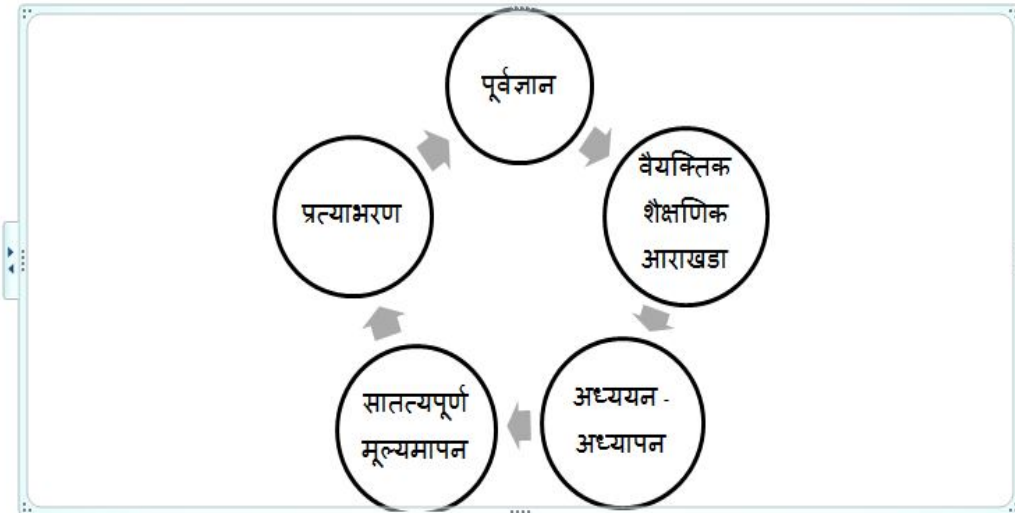 पूर्वज्ञान
वैयक्तिक
शैक्षणिक
आराखडा
अध्ययन -
अध्यापन
सातत्यपूर्ण
मूल्यमापन
प्रत्याभरण